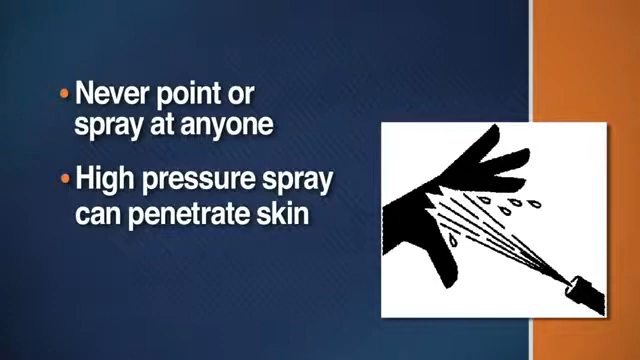 • Never point or
spray at anyone
• High pressure spray
can penetrate skin